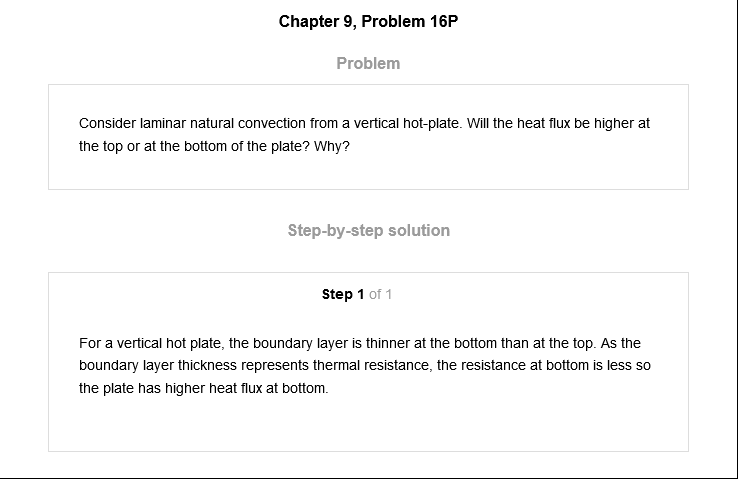 Chapter 9, Problem 16P
Problem
Consider laminar natural convection from a vertical hot-plate. Will the heat flux be higher at
the top or at the bottom of the plate? Why?
Step-by-step solution
Step 1 of 1
For a vertical hot plate, the boundary layer is thinner at the bottom than at the top. As the
boundary layer thickness represents thermal resistance, the resistance at bottom is less so
the plate has higher heat flux at bottom.